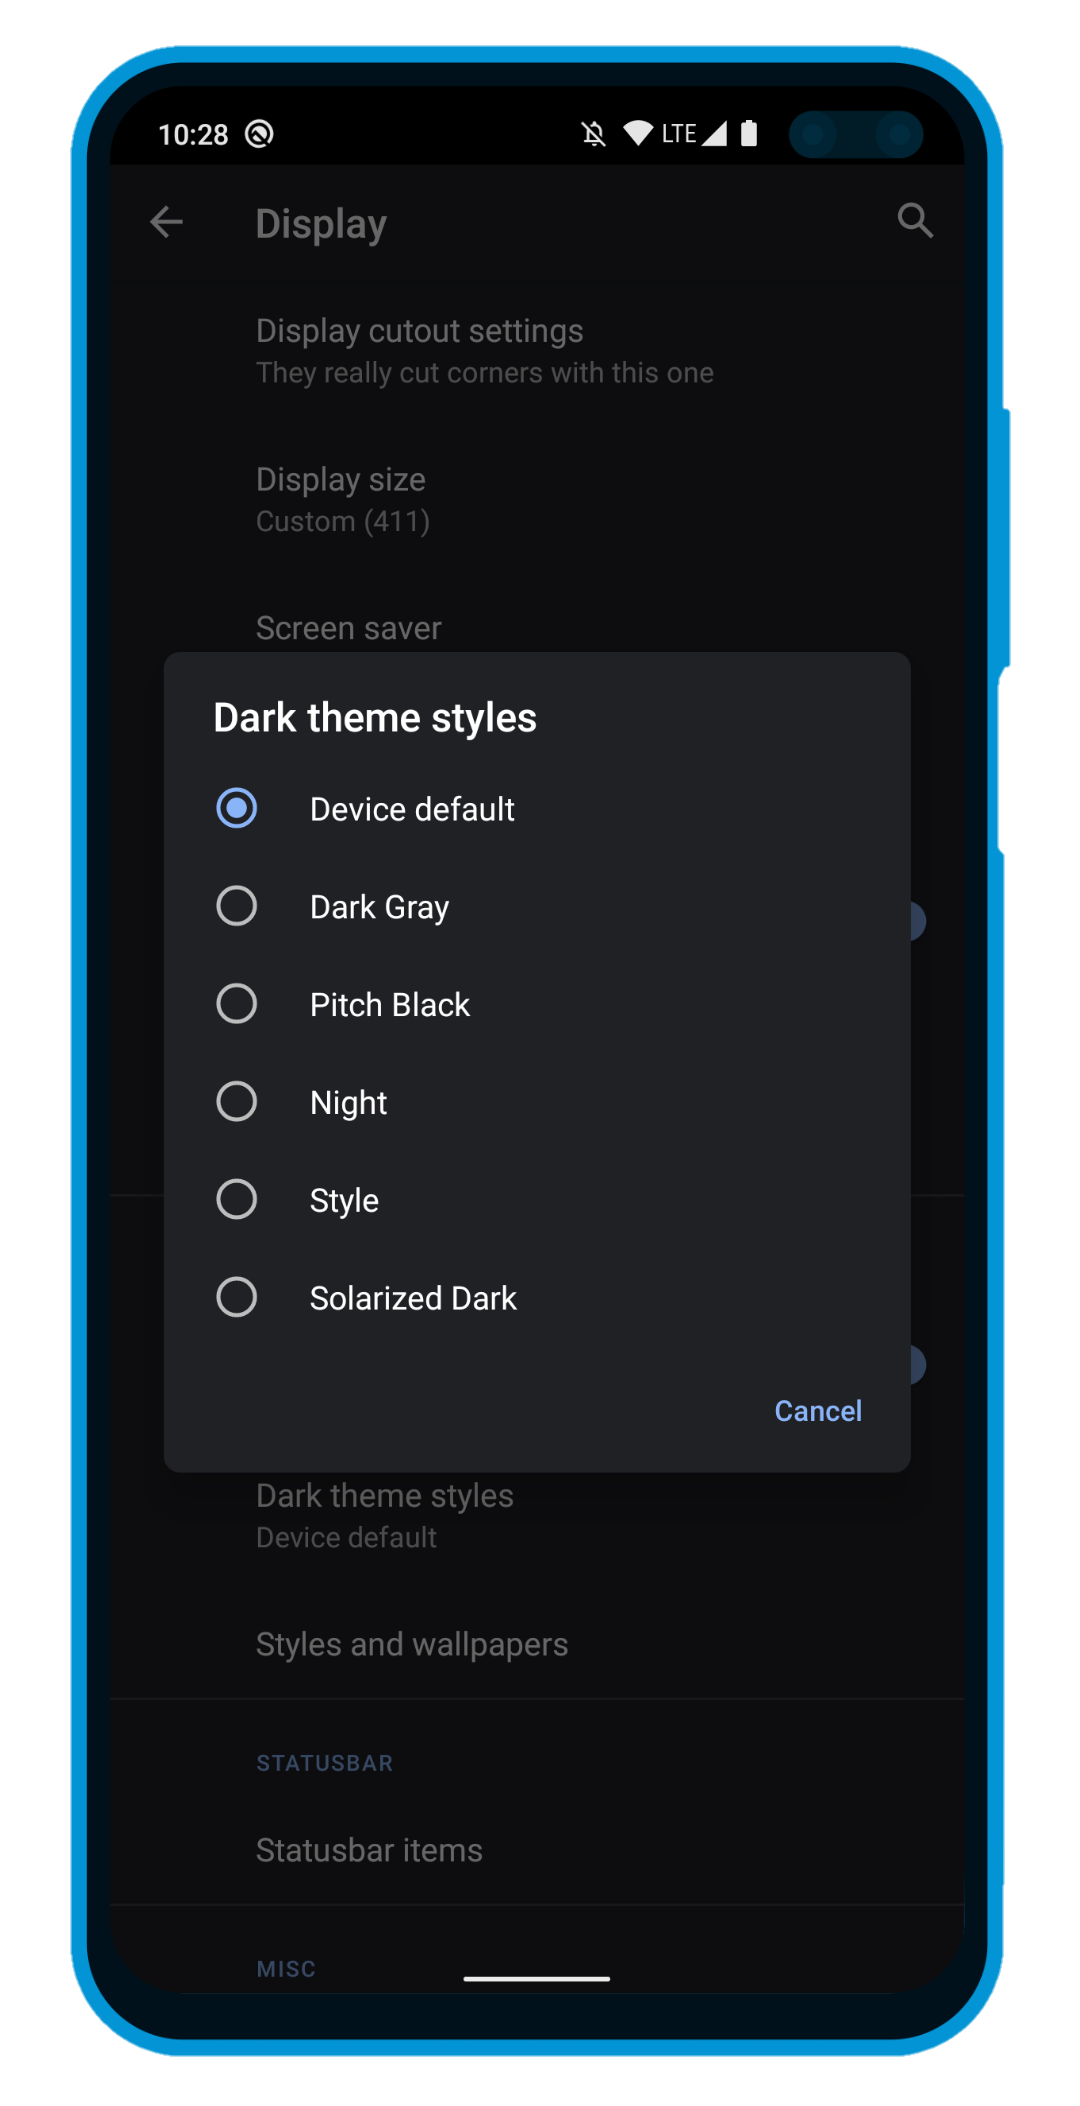 10:28 LTE
Display
Display cutout settings
They really cut corners with this one
Display size
Custom (411)
Screen saver
Dark theme styles
Device default
Dark Gray
Pitch Black
Night
Style
Solarized Dark
Cancel
Dark theme styles
Device default
Styles and wallpapers
STATUSBAR
Statusbar items
MISC